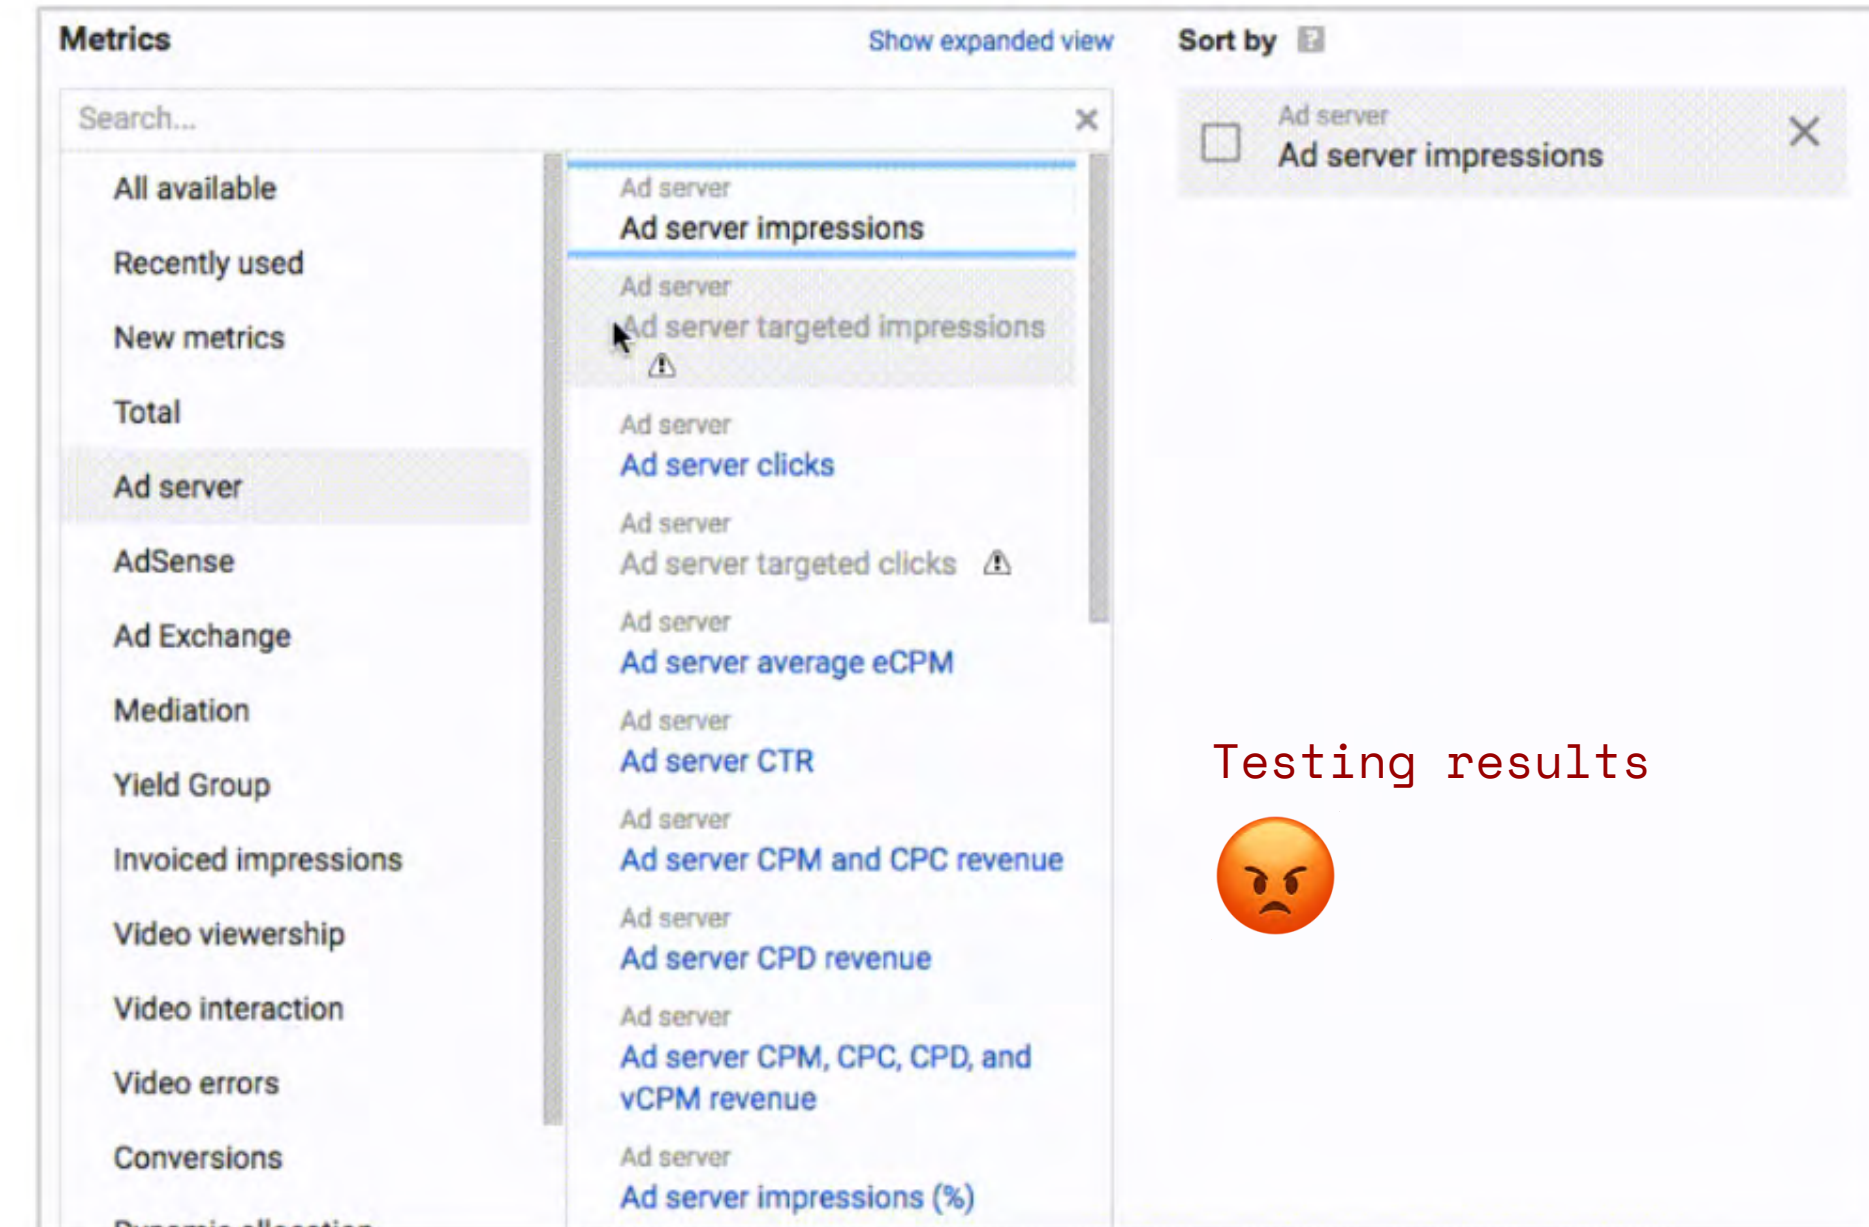 Metrics
Show expanded view
Search...
All available
Recently used
New metrics
Total
Ad server
AdSense
Ad Exchange
Mediation
Yield Group
Invoiced impressions
Video viewership
Video interaction
Video errors
Conversions
Dynamic allocation
Ad server
Ad server impressions
Ad server
Ad server targeted impressions
Ad server
Ad server clicks
Ad server
Ad server targeted clicks
Ad server
Ad server average eCPM
Ad server
Ad server CTR
Ad server
Ad server CPM and CPC revenue
Ad server
Ad server CPD revenue
Ad server
Ad server CPM, CPC, CPD, and
vCPM revenue
Ad server
Ad server impressions (%)
Sort by ?
Ad server
Ad server impressions
Testing results